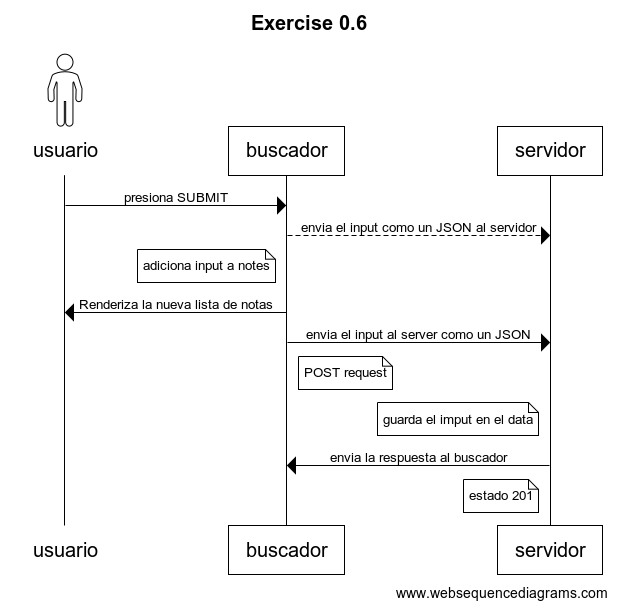 Exercise 0.6
usuario
buscador
servidor
presiona SUBMIT
envia el input como un JSON al servidor
adiciona input a notes
Renderiza la nueva lista de notas
envia el input al server como un JSON
POST request
guarda el imput en el data
envia la respuesta al buscador
estado 201
usuario
buscador
servidor
www.websequencediagrams.com